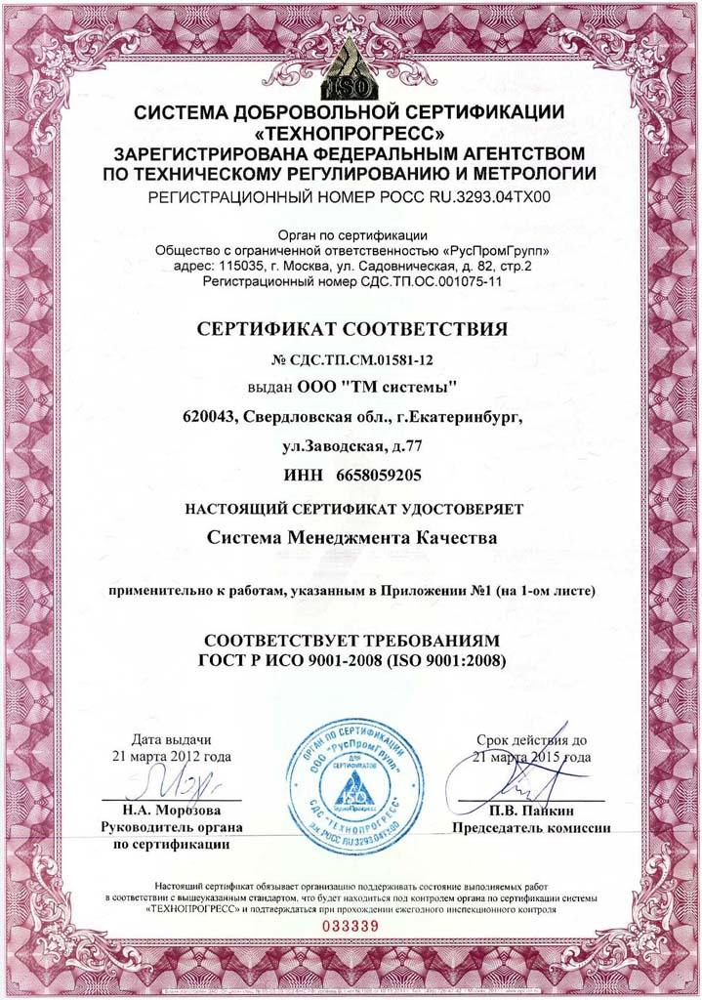 ISO
СИСТЕМА ДОБРОВОЛЬНОЙ СЕРТИФИКАЦИИ
«ТЕХНОПРОГРЕСС»
ЗАРЕГИСТРИРОВАНА ФЕДЕРАЛЬНЫМ АГЕНТСТВОМ
ПО ТЕХНИЧЕСКОМУ РЕГУЛИРОВАНИЮ И МЕТРОЛОГИИ
РЕГИСТРАЦИОННЫЙ НОМЕР РОСС RU.3293.04ТХ00
Орган по сертификации
Общество с ограниченной ответственностью «РусПромГрупп»
адрес: 115035, г. Москва, ул. Садовническая, д. 82, стр.2
Регистрационный номер СДС.ТП.ОС.001075-11
СЕРТИФИКАТ СООТВЕТСТВИЯ
№ СДС.ТП.СМ.01581-12
выдан ООО "ТМ системы"
620043, Свердловская обл., г.Екатеринбург,
ул.Заводская, д.77
ИНН 6658059205
НАСТОЯЩИЙ СЕРТИФИКАТ УДОСТОВЕРЯЕТ
Система Менеджмента Качества
применительно к работам, указанным в Приложении №1 (на 1-ом листе)
СООТВЕТСТВУЕТ ТРЕБОВАНИЯМ
ГОСТ Р ИСО 9001-2008 (ISO 9001:2008)
Дата выдачи
21 марта 2012 года
Н.А. Морозова
Руководитель органа
по сертификации
ОРГАН ПО СЕРТИФИКАЦИИ
ООО "РусПромГрупп"
ДЛЯ
СЕРТИФИКАТОВ
ISO
ТехноПрогресс
СДС "ТЕХНОПРОГРЕСС"
РОСС RU.3293.04ТХ00
Срок действия до
21 марта 2015 года
П.В. Панкин
Председатель комиссии
Настоящий сертификат обязывает организацию поддерживать состояние выполняемых работ
в соответствии с вышеуказанным стандартом, что будет находиться под контролем органа по сертификации системы
«ТЕХНОПРОГРЕСС» и подтверждаться при прохождении ежегодного инспекционного контроля
033339